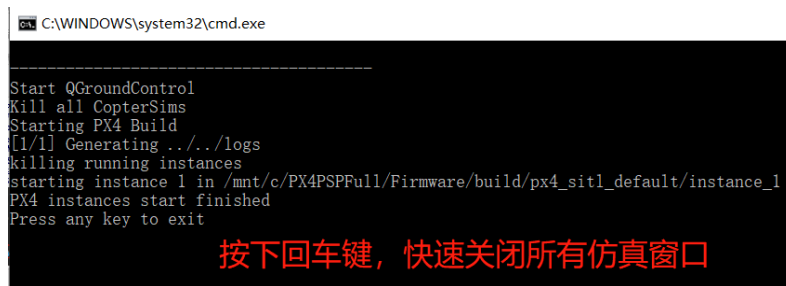 C:\WINDOWS\system32\cmd.exe
---------------------------------------
Start QGroundControl
Kill all CopterSims
Starting PX4 Build
[1/1] Generating ../../logs
killing running instances
starting instance 1 in /mnt/c/PX4PSPFull/Firmware/build/px4_sitl_default/instance_1
PX4 instances start finished
Press any key to exit
按下回车键，快速关闭所有仿真窗口